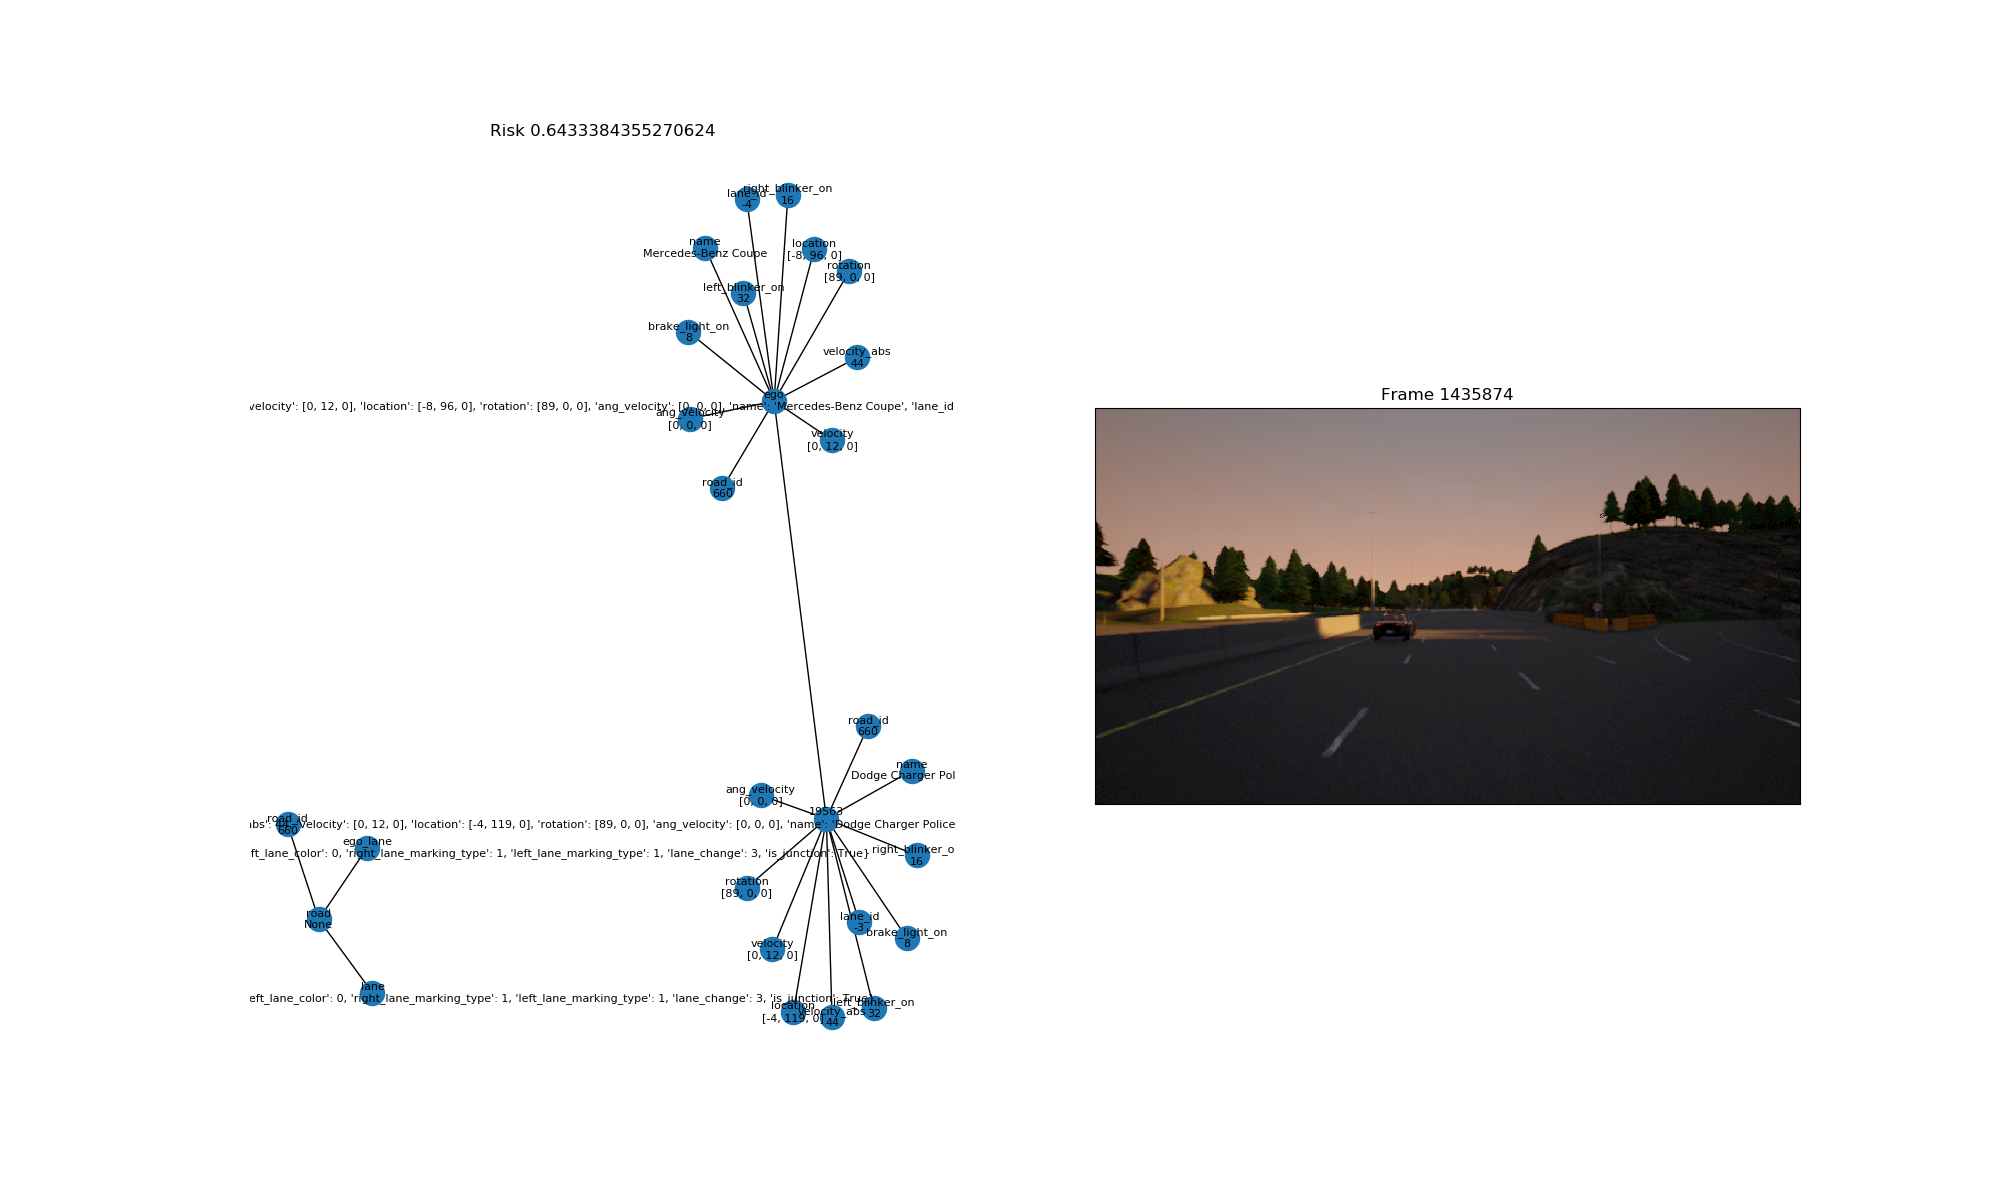 Risk 0.6433384355270624
right_blinker_on
16
lane_id
-4
name
Mercedes-Benz Coupe
location
[-8, 96, 0]
rotation
[89, 0, 0]
left_blinker_on
32
brake_light_on
8
velocity_abs
44
ego
velocity': [0, 12, 0], 'location': [-8, 96, 0], 'rotation': [89, 0, 0], 'ang_velocity': [0, 0, 0], 'name': 'Mercedes-Benz Coupe', 'lane_id
ang_velocity
[0, 0, 0]
velocity
[0, 12, 0]
road_id
660
road_id
660
name
Dodge Charger Pol
ang_velocity
[0, 0, 0]
19563
'velocity': [0, 12, 0], 'location': [-4, 119, 0], 'rotation': [89, 0, 0], 'ang_velocity': [0, 0, 0], 'name': 'Dodge Charger Police
road_id
660
ego_lane
ft_lane_color': 0, 'right_lane_marking_type': 1, 'left_lane_marking_type': 1, 'lane_change': 3, 'is_junction': True}
right_blinker_o
16
rotation
[89, 0, 0]
road
None
lane_id
-3
brake_light_on
8
velocity
[0, 12, 0]
lane
eft_lane_color': 0, 'right_lane_marking_type': 1, 'left_lane_marking_type': 1, 'lane_change': 3, 'is_junction': True
location
[-4, 119, 0]
velocity_abs
44
left_blinker_on
32
Frame 1435874